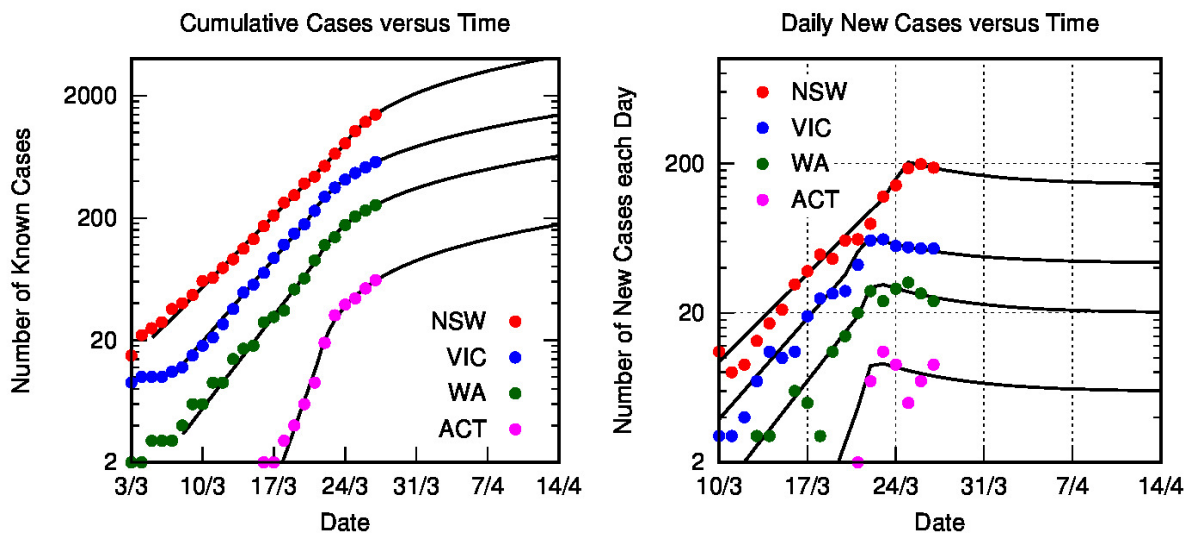 Cumulative Cases versus Time
Number of Known Cases
2000
200
20
2
NSW
VIC
WA
ACT
3/3 10/3 17/3 24/3 31/3 7/4 14/4
Date
Daily New Cases versus Time
Number of New Cases each Day
200
20
2
NSW
VIC
WA
ACT
10/3 17/3 24/3 31/3 7/4 14/4
Date